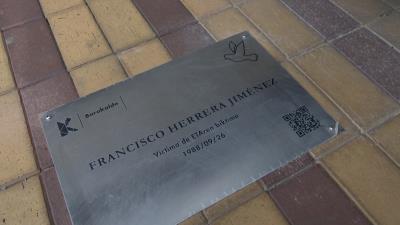 Barakaldo
FRANCISCO HERRERA JIMÉNEZ
Víctima de ETAren biktima
1988/09/26